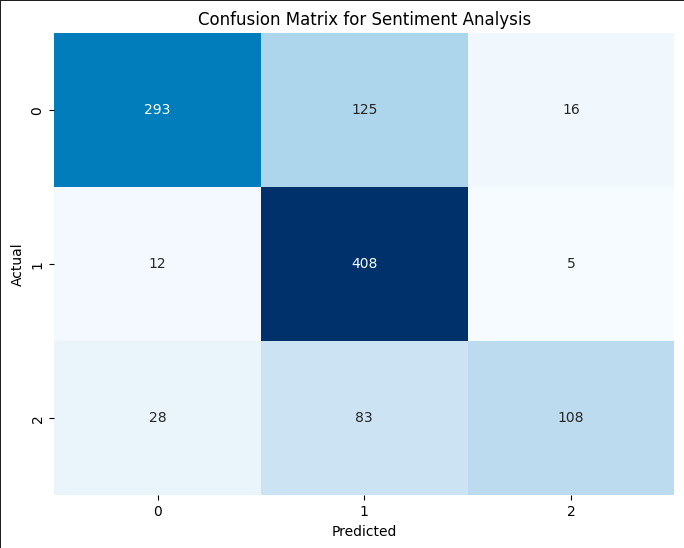 Confusion Matrix for Sentiment Analysis
0 293 125 16
Actual
1 12 408 5
2 28 83 108
0 1 2
Predicted